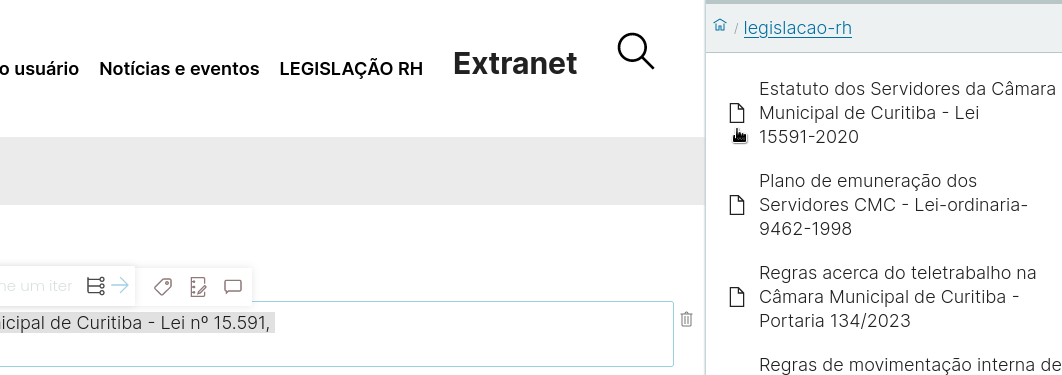 o usuário Notícias e eventos LEGISLAÇÃO RH Extranet
ne um iter
icipal de Curitiba - Lei nº 15.591,
/ legislacao-rh
Estatuto dos Servidores da Câmara
Municipal de Curitiba - Lei
15591-2020
Plano de emuneração dos
Servidores CMC - Lei-ordinaria-
9462-1998
Regras acerca do teletrabalho na
Câmara Municipal de Curitiba -
Portaria 134/2023
Regras de movimentação interna de